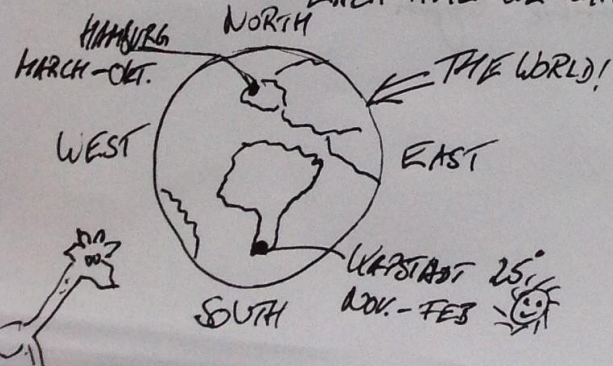 NORTH
HAMBURG
MARCH-OKT.
THE WORLD!
WEST
EAST
KAPSTADT 25°
NOV.-FEB
SOUTH